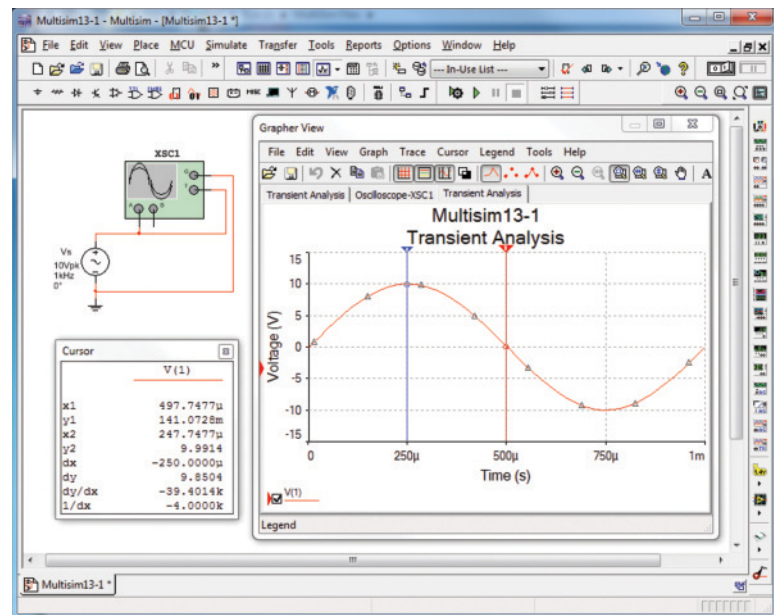 Multisim13-1 - Multisim - [Multisim13-1 *]
File Edit View Place MCU Simulate Transfer Tools Reports Options Window Help
--- In-Use List ---
XSC1
G
T
A
B
Vs
10Vpk
1kHz
0°
Grapher View
File Edit View Graph Trace Cursor Legend Tools Help
A
Transient Analysis
Oscilloscope-XSC1
Transient Analysis
Multisim13-1
Transient Analysis
Voltage (V)
15
10
5
0
-5
-10
-15
0 250µ 500µ 750µ 1m
Time (s)
V(1)
Legend
Cursor
V(1)
x1 497.7477µ
y1 141.0728m
x2 247.7477µ
y2 9.9914
dx -250.0000µ
dy 9.8504
dy/dx -39.4014k
1/dx -4.0000k
Multisim13-1 *